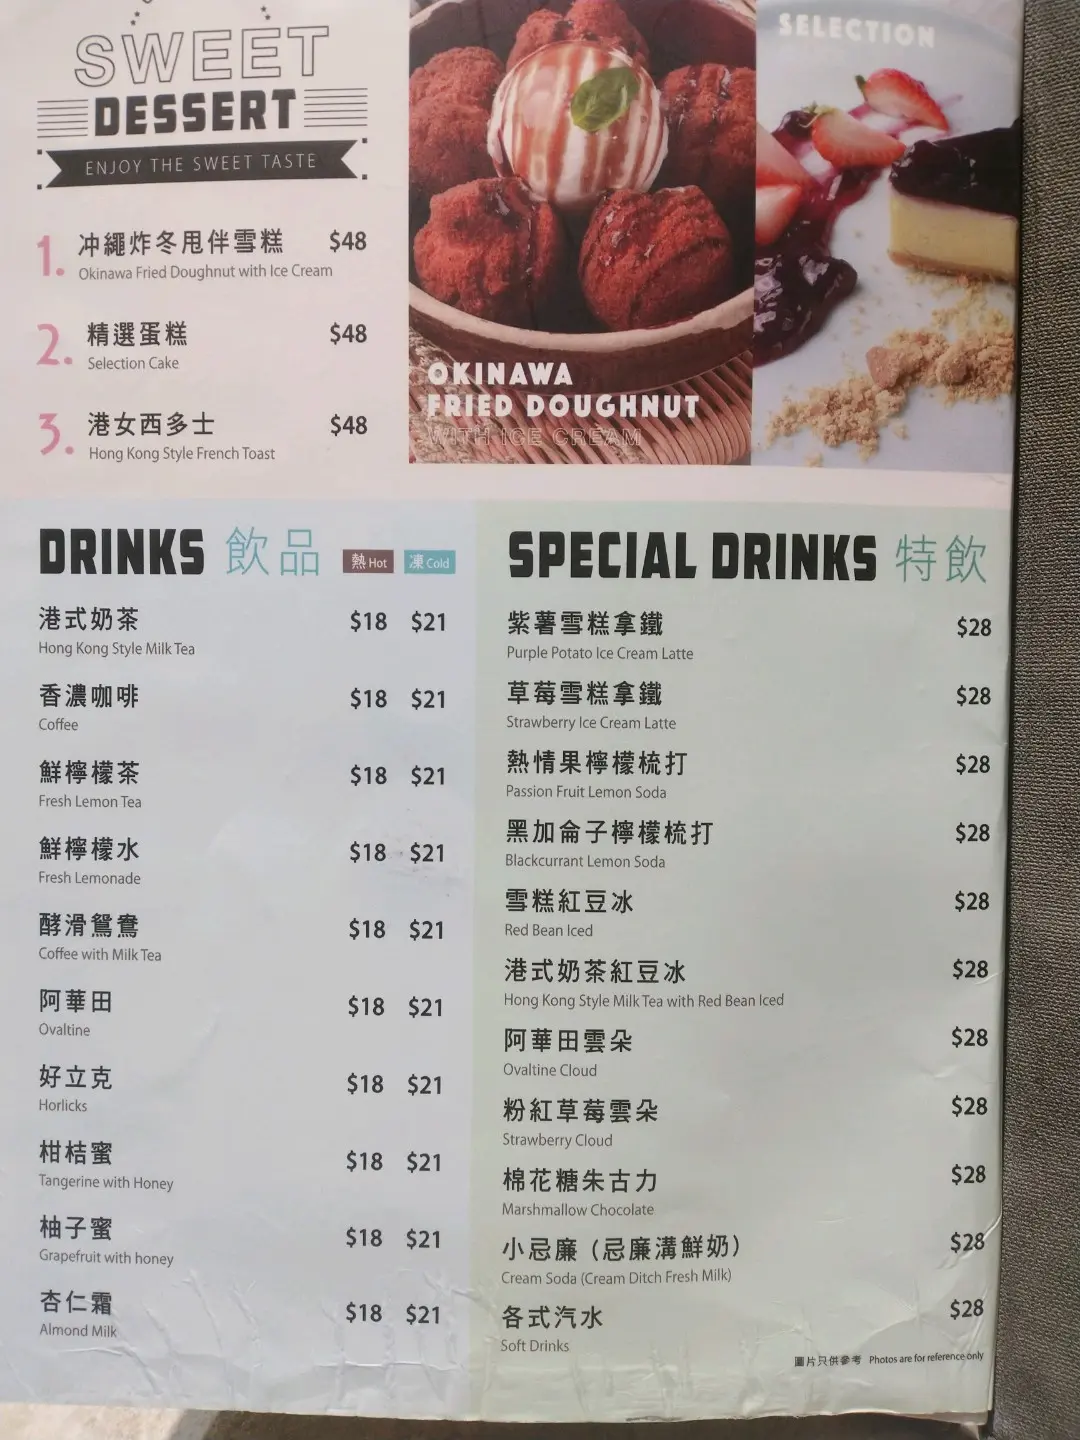 SWEET
DESSERT
ENJOY THE SWEET TASTE
1. 冲繩炸冬甩伴雪糕 $48
Okinawa Fried Doughnut with Ice Cream
2. 精選蛋糕 $48
Selection Cake
3. 港女西多士 $48
Hong Kong Style French Toast
OKINAWA
FRIED DOUGHNUT
WITH ICE CREAM
SELECTION
DRINKS 飲品 熱 Hot 凍 Cold
港式奶茶 $18 $21
Hong Kong Style Milk Tea
香濃咖啡 $18 $21
Coffee
鮮檸檬茶 $18 $21
Fresh Lemon Tea
鮮檸檬水 $18 $21
Fresh Lemonade
酵滑鴛鴦 $18 $21
Coffee with Milk Tea
阿華田 $18 $21
Ovaltine
好立克 $18 $21
Horlicks
柑桔蜜 $18 $21
Tangerine with Honey
柚子蜜 $18 $21
Grapefruit with honey
杏仁霜 $18 $21
Almond Milk
SPECIAL DRINKS 特飲
紫薯雪糕拿鐵 $28
Purple Potato Ice Cream Latte
草莓雪糕拿鐵 $28
Strawberry Ice Cream Latte
熱情果檸檬梳打 $28
Passion Fruit Lemon Soda
黑加侖子檸檬梳打 $28
Blackcurrant Lemon Soda
雪糕紅豆冰 $28
Red Bean Iced
港式奶茶紅豆冰 $28
Hong Kong Style Milk Tea with Red Bean Iced
阿華田雲朵 $28
Ovaltine Cloud
粉紅草莓雲朵 $28
Strawberry Cloud
棉花糖朱古力 $28
Marshmallow Chocolate
小忌廉（忌廉溝鮮奶） $28
Cream Soda (Cream Ditch Fresh Milk)
各式汽水 $28
Soft Drinks
圖片只供參考 Photos are for reference only